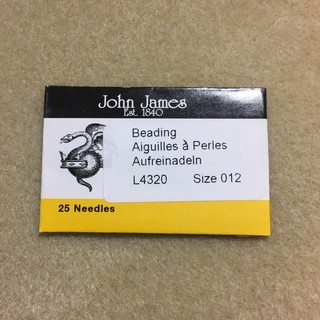 John James
Est. 1840
Beading
Aiguilles à Perles
Aufreinadeln
L4320 Size 012
25 Needles